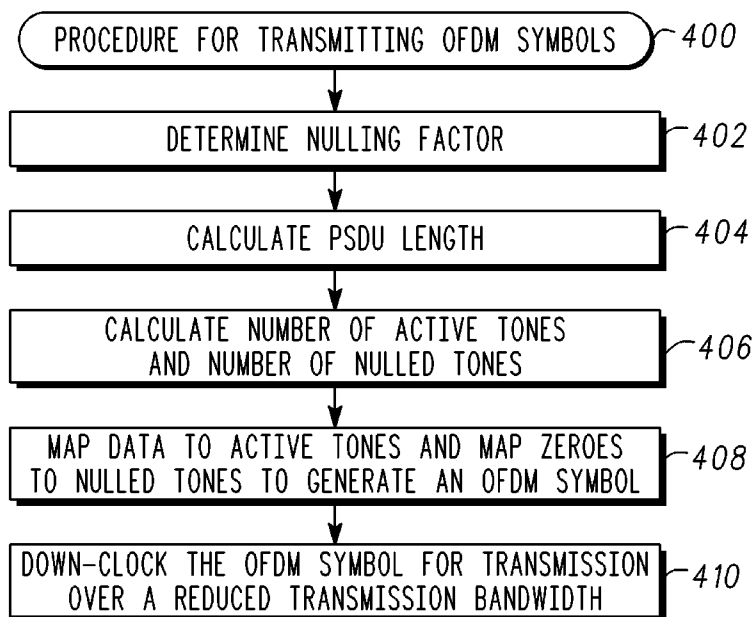 PROCEDURE FOR TRANSMITTING OFDM SYMBOLS 400
DETERMINE NULLING FACTOR 402
CALCULATE PSDU LENGTH 404
CALCULATE NUMBER OF ACTIVE TONES
AND NUMBER OF NULLED TONES 406
MAP DATA TO ACTIVE TONES AND MAP ZEROES
TO NULLED TONES TO GENERATE AN OFDM SYMBOL 408
DOWN-CLOCK THE OFDM SYMBOL FOR TRANSMISSION
OVER A REDUCED TRANSMISSION BANDWIDTH 410